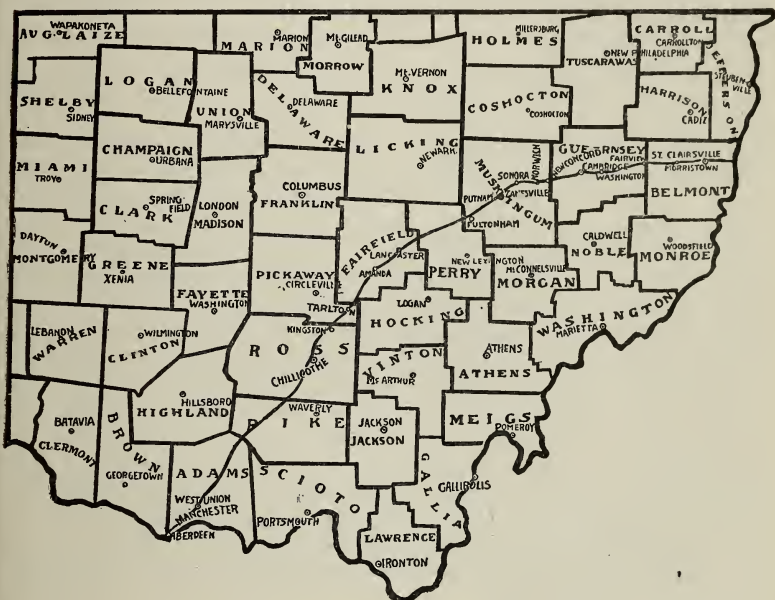 WAPAKONETA
AUGLAIZE
MARION
MARION
MT. GILEAD
MORROW
MILLERSBURG
HOLMES
CARROLL
CARROLLTON
NEW PHILADELPHIA
TUSCARAWAS
JEFFERSON
STEUBENVILLE
LOGAN
BELLEFONTAINE
UNION
MARYSVILLE
DELAWARE
DELAWARE
MT. VERNON
KNOX
COSHOCTON
COSHOCTON
HARRISON
CADIZ
SHELBY
SIDNEY
CHAMPAIGN
URBANA
LICKING
NEWARK
MUSKINGUM
SONORA
NORWICH
NEW CONCORD
GUERNSEY
FAIRVIEW
CAMBRIDGE
WASHINGTON
ST. CLAIRSVILLE
MORRISTOWN
BELMONT
MIAMI
TROY
CLARK
SPRING-
FIELD
LONDON
MADISON
COLUMBUS
FRANKLIN
PUTNAM
ZANESVILLE
FULTONHAM
DAYTON
MONTGOMERY
GREENE
XENIA
FAYETTE
WASHINGTON
PICKAWAY
CIRCLEVILLE
FAIRFIELD
LANCASTER
AMANDA
TARLTON
KINGSTON
PERRY
NEW LEXINGTON
MCCONNELSVILLE
MORGAN
CALDWELL
NOBLE
WOODSFIELD
MONROE
LEBANON
WARREN
WILMINGTON
CLINTON
ROSS
CHILLICOTHE
LOGAN
HOCKING
WASHINGTON
MARIETTA
VINTON
MCARTHUR
ATHENS
ATHENS
HILLSBORO
HIGHLAND
WAVERLY
PIKE
JACKSON
JACKSON
MEIGS
POMEROY
BATAVIA
CLERMONT
BROWN
GEORGETOWN
ADAMS
WEST UNION
MANCHESTER
ABERDEEN
SCIOTO
PORTSMOUTH
GALLIA
GALLIPOLIS
LAWRENCE
IRONTON